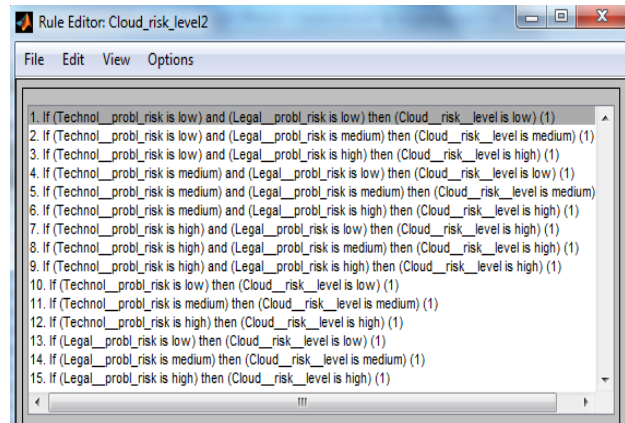 Rule Editor: Cloud_risk_level2
File Edit View Options
1. If (Technol__probl_risk is low) and (Legal__probl_risk is low) then (Cloud__risk__level is low) (1)
2. If (Technol__probl_risk is low) and (Legal__probl_risk is medium) then (Cloud__risk__level is medium) (1)
3. If (Technol__probl_risk is low) and (Legal__probl_risk is high) then (Cloud__risk__level is high) (1)
4. If (Technol__probl_risk is medium) and (Legal__probl_risk is low) then (Cloud__risk__level is low) (1)
5. If (Technol__probl_risk is medium) and (Legal__probl_risk is medium) then (Cloud__risk__level is medium)
6. If (Technol__probl_risk is medium) and (Legal__probl_risk is high) then (Cloud__risk__level is high) (1)
7. If (Technol__probl_risk is high) and (Legal__probl_risk is low) then (Cloud__risk__level is high) (1)
8. If (Technol__probl_risk is high) and (Legal__probl_risk is medium) then (Cloud__risk__level is high) (1)
9. If (Technol__probl_risk is high) and (Legal__probl_risk is high) then (Cloud__risk__level is high) (1)
10. If (Technol__probl_risk is low) then (Cloud__risk__level is low) (1)
11. If (Technol__probl_risk is medium) then (Cloud__risk__level is medium) (1)
12. If (Technol__probl_risk is high) then (Cloud__risk__level is high) (1)
13. If (Legal__probl_risk is low) then (Cloud__risk__level is low) (1)
14. If (Legal__probl_risk is medium) then (Cloud__risk__level is medium) (1)
15. If (Legal__probl_risk is high) then (Cloud__risk__level is high) (1)